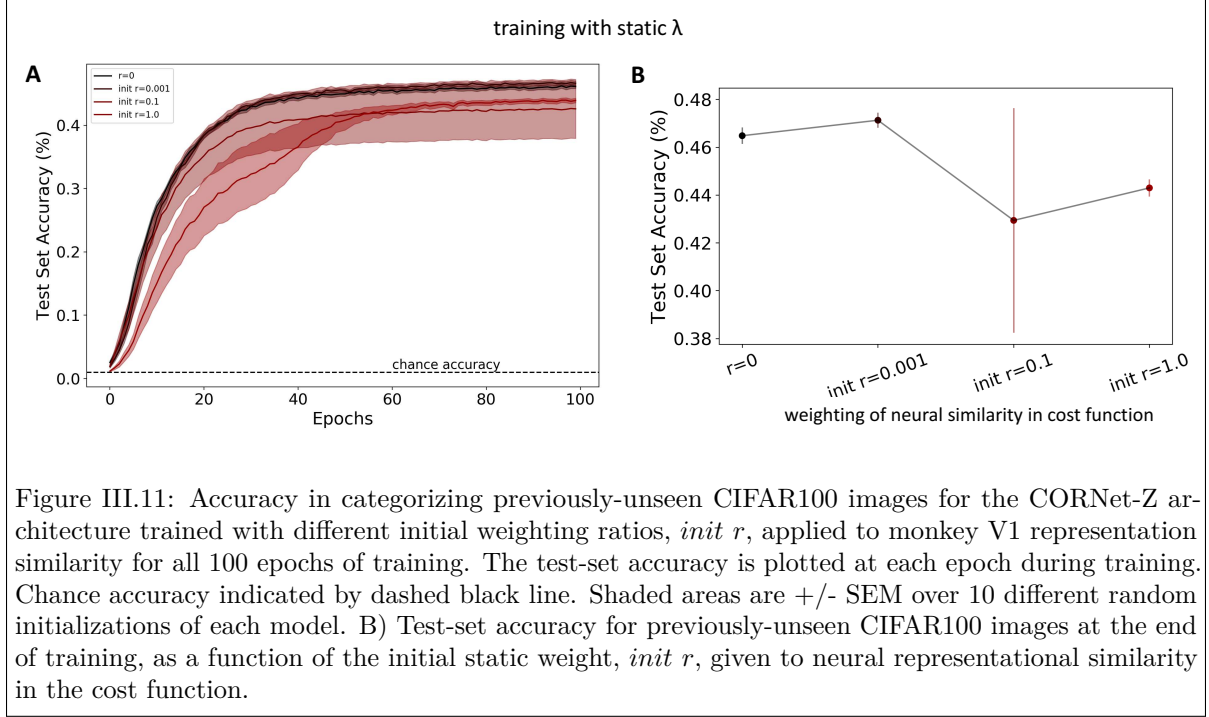 training with static λ
A
r=0
init r=0.001
init r=0.1
init r=1.0
Test Set Accuracy (%)
0.4
0.3
0.2
0.1
0.0
chance accuracy
0
20
40
60
80
100
Epochs
B
Test Set Accuracy (%)
0.48
0.46
0.44
0.42
0.40
0.38
r=0
init r=0.001
init r=0.1
init r=1.0
weighting of neural similarity in cost function
Figure III.11: Accuracy in categorizing previously-unseen CIFAR100 images for the CORNet-Z ar-
chitecture trained with different initial weighting ratios, init r, applied to monkey V1 representation
similarity for all 100 epochs of training. The test-set accuracy is plotted at each epoch during training.
Chance accuracy indicated by dashed black line. Shaded areas are +/- SEM over 10 different random
initializations of each model. B) Test-set accuracy for previously-unseen CIFAR100 images at the end
of training, as a function of the initial static weight, init r, given to neural representational similarity
in the cost function.